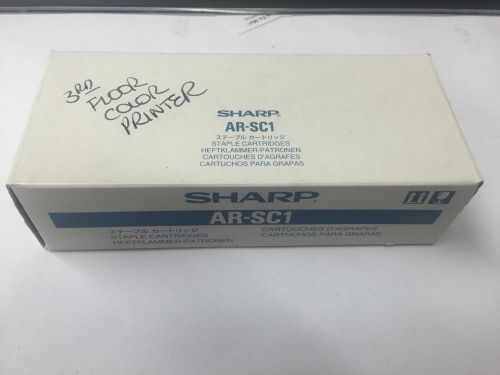 3RD
FLOOR
COLOR
PRINTER
SHARP
AR-SC1
ステープル カートリッジ
STAPLE CARTRIDGES
HEFTKLAMMER-PATRONEN
CARTOUCHES D'AGRAFES
CARTUCHOS PARA GRAPAS
SHARP
AR-SC1
ステープル カートリッジ
STAPLE CARTRIDGES
HEFTKLAMMER-PATRONEN
CARTOUCHES D'AGRAFES
CARTUCHOS PARA GRAPAS